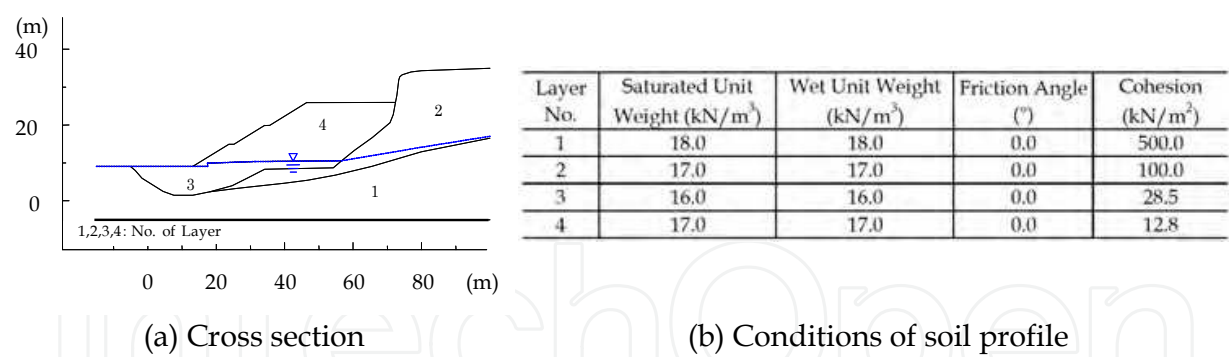 (m)
40
20
0
0 20 40 60 80 (m)
1
2
3
4
1,2,3,4: No. of Layer
(a) Cross section
Layer No. Saturated Unit Weight (kN/m³) Wet Unit Weight (kN/m³) Friction Angle (°) Cohesion (kN/m²)
1 18.0 18.0 0.0 500.0
2 17.0 17.0 0.0 100.0
3 16.0 16.0 0.0 28.5
4 17.0 17.0 0.0 12.8
(b) Conditions of soil profile